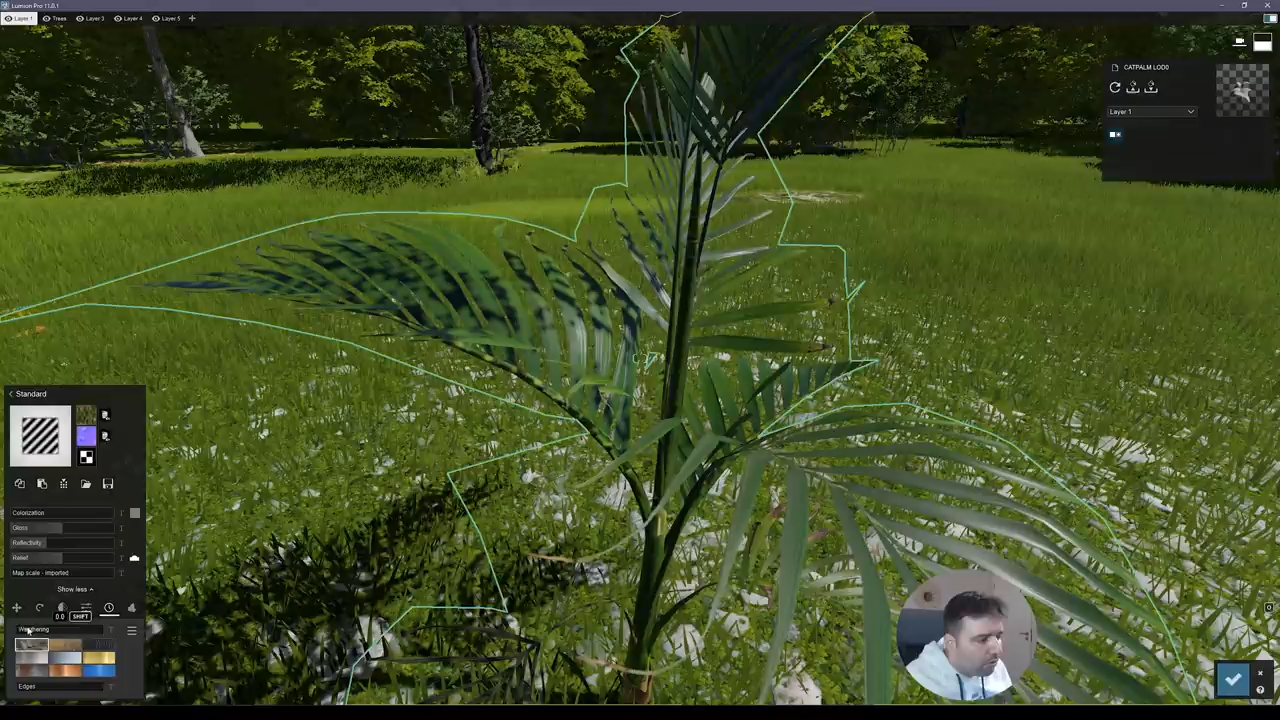 Lumion Pro 11.0.1
Layer 1
Trees
Layer 3
Layer 4
Layer 5
CATPALM LOD0
Layer 1
Standard
Colorization
Gloss
Reflectivity
Relief
Map scale - imported
Show less
0.0 SHIFT
Weathering
Edges